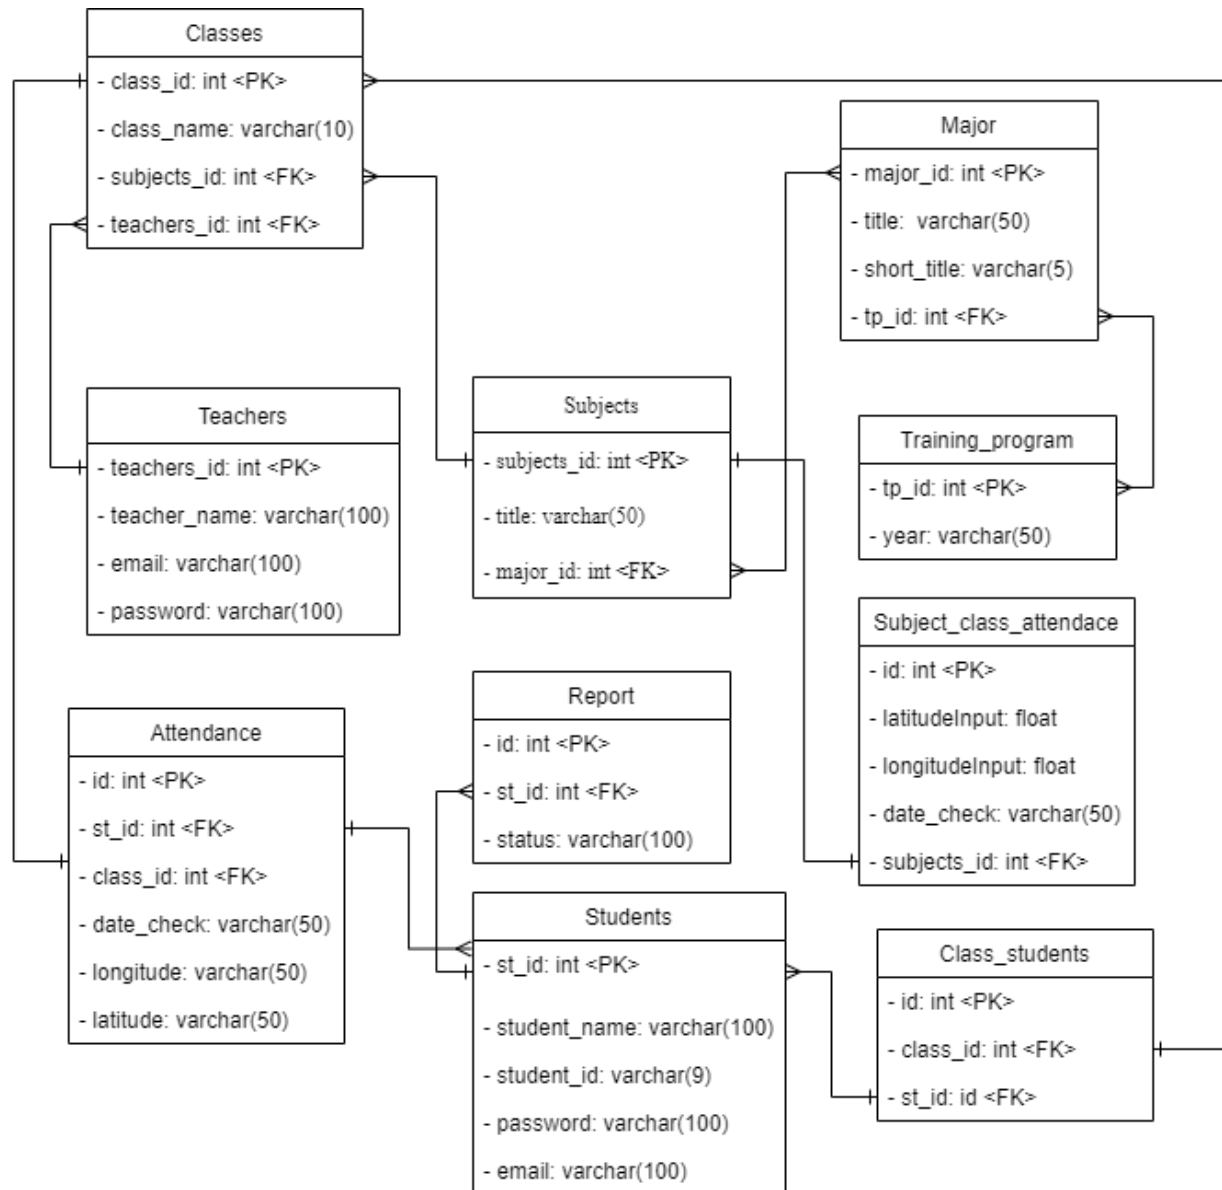 Classes
- class_id: int <PK>
- class_name: varchar(10)
- subjects_id: int <FK>
- teachers_id: int <FK>
Major
- major_id: int <PK>
- title:  varchar(50)
- short_title: varchar(5)
- tp_id: int <FK>
Teachers
- teachers_id: int <PK>
- teacher_name: varchar(100)
- email: varchar(100)
- password: varchar(100)
Subjects
- subjects_id: int <PK>
- title: varchar(50)
- major_id: int <FK>
Training_program
- tp_id: int <PK>
- year: varchar(50)
Subject_class_attendace
- id: int <PK>
- latitudeInput: float
- longitudeInput: float
- date_check: varchar(50)
- subjects_id: int <FK>
Attendance
- id: int <PK>
- st_id: int <FK>
- class_id: int <FK>
- date_check: varchar(50)
- longitude: varchar(50)
- latitude: varchar(50)
Report
- id: int <PK>
- st_id: int <FK>
- status: varchar(100)
Students
- st_id: int <PK>
- student_name: varchar(100)
- student_id: varchar(9)
- password: varchar(100)
- email: varchar(100)
Class_students
- id: int <PK>
- class_id: int <FK>
- st_id: id <FK>